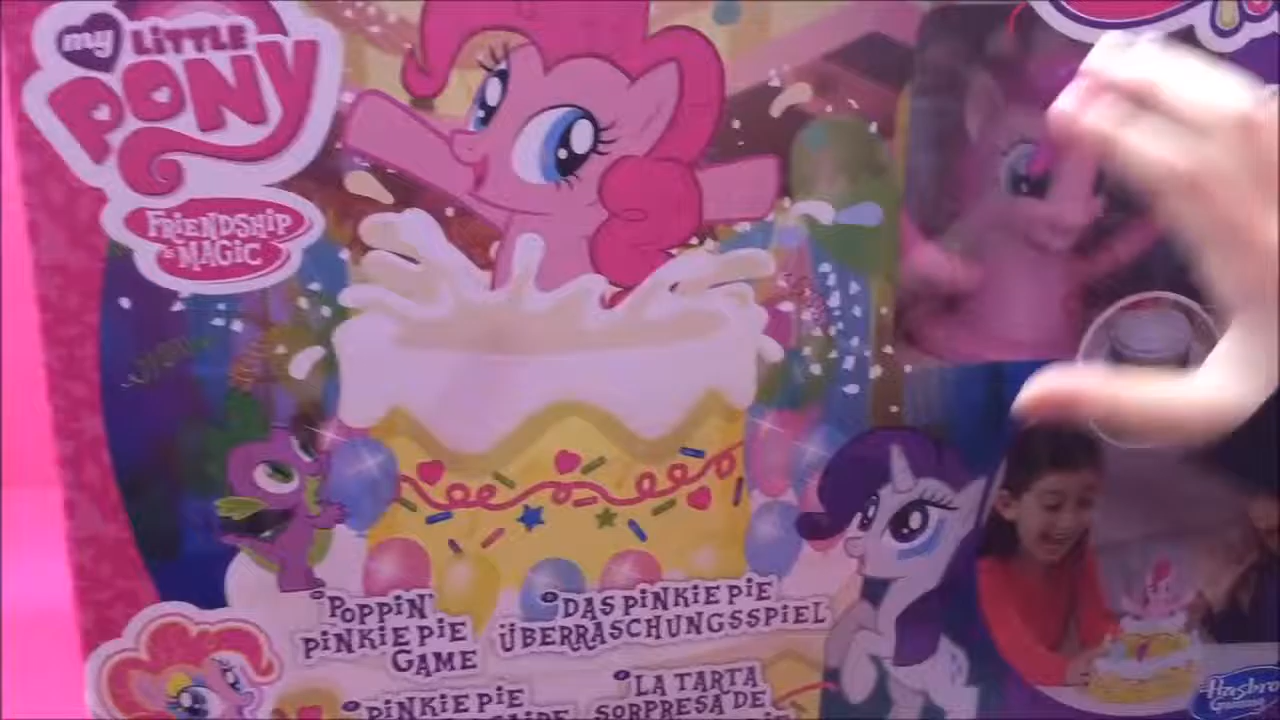 my LITTLE
PONY
FRIENDSHIP
IS MAGIC
POPPIN'
PINKIE PIE
GAME
DAS PINKIE PIE
ÜBERRASCHUNGSSPIEL
PINKIE PIE
LA TARTA
SORPRESA DE
Hasbro
Gaming